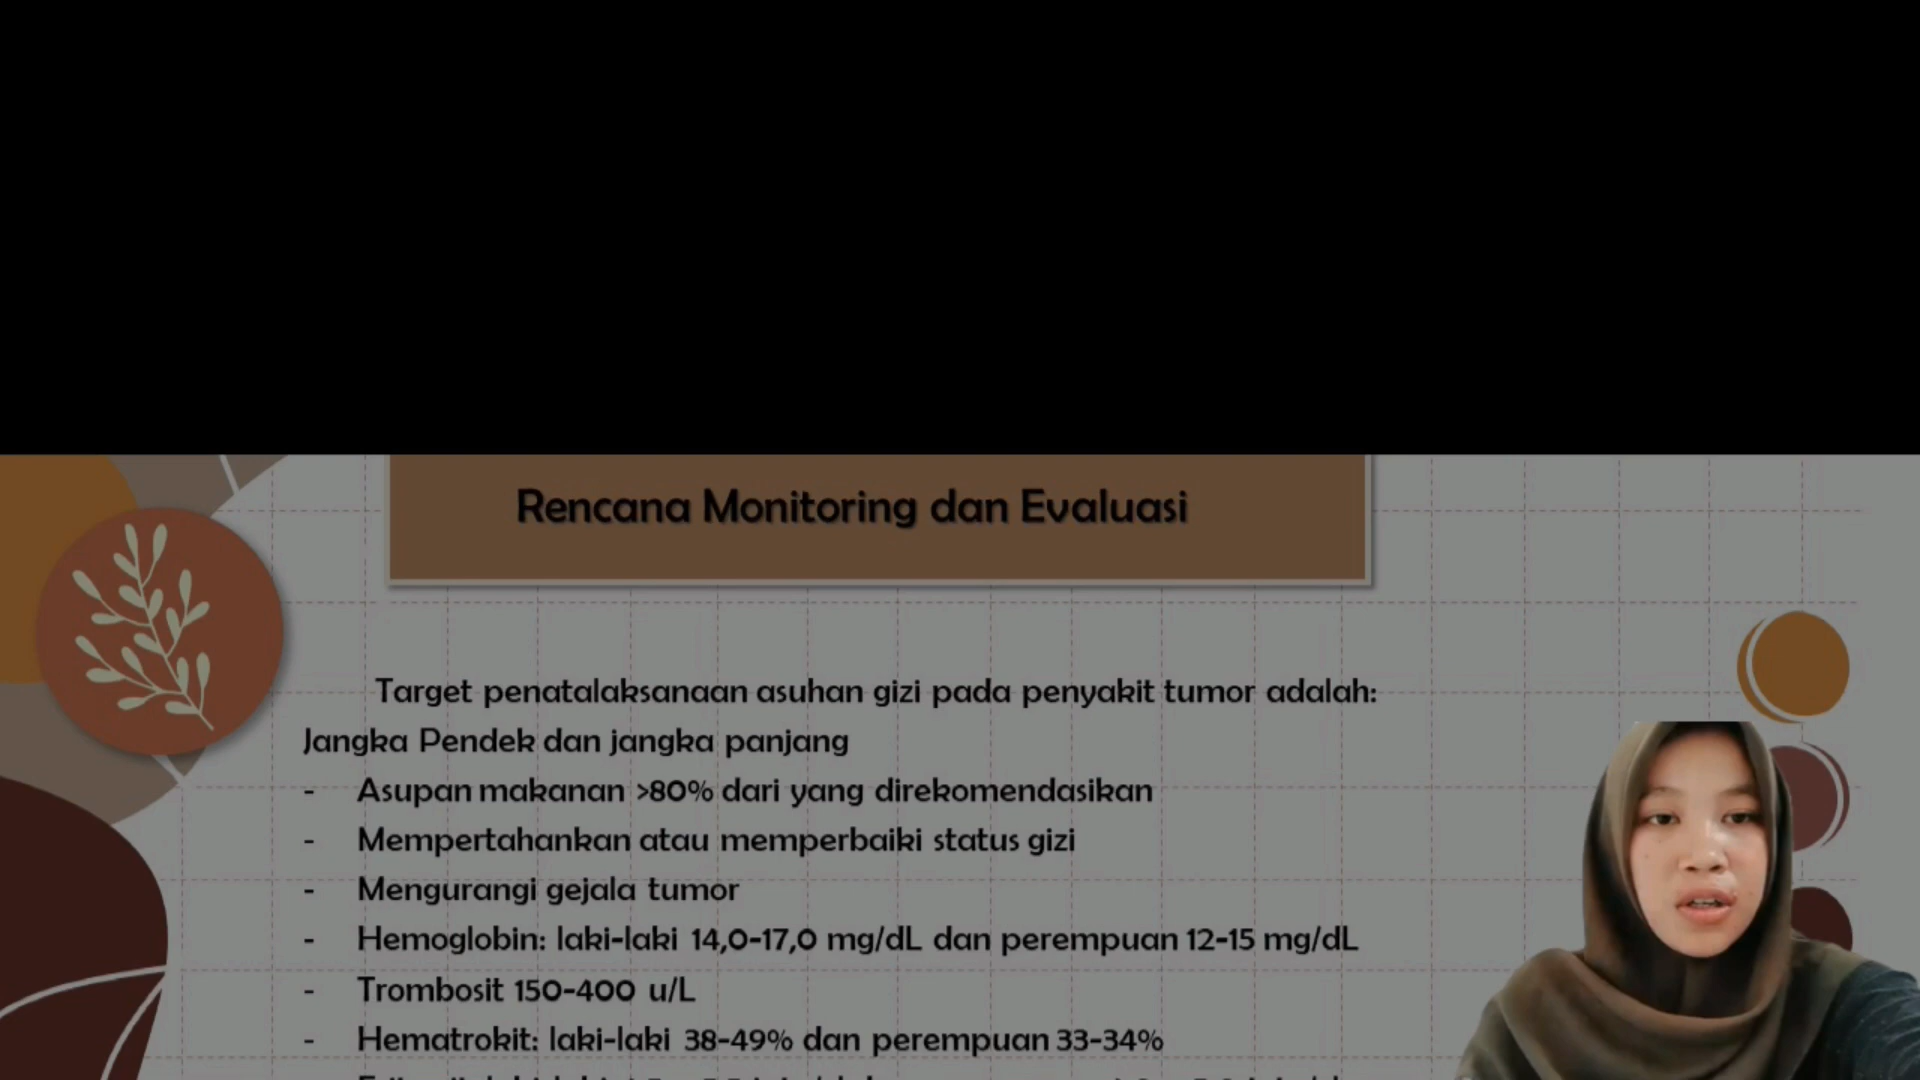 Rencana Monitoring dan Evaluasi
Target penatalaksanaan asuhan gizi pada penyakit tumor adalah:
Jangka Pendek dan jangka panjang
- Asupan makanan >80% dari yang direkomendasikan
- Mempertahankan atau memperbaiki status gizi
- Mengurangi gejala tumor
- Hemoglobin: laki-laki 14,0-17,0 mg/dL dan perempuan 12-15 mg/dL
- Trombosit 150-400 u/L
- Hematrokit: laki-laki 38-49% dan perempuan 33-34%